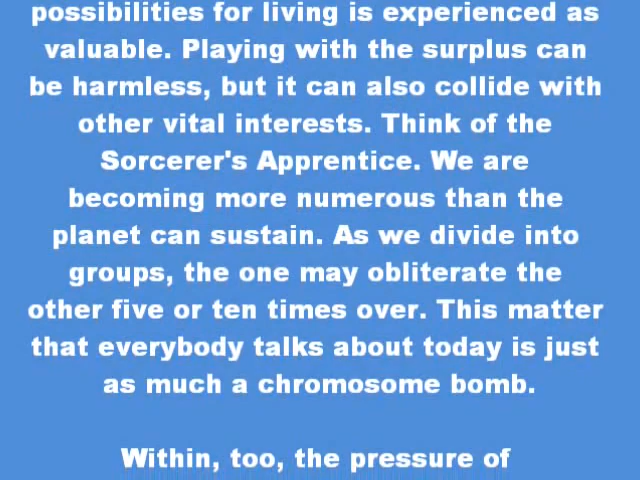 possibilities for living is experienced as
valuable. Playing with the surplus can
be harmless, but it can also collide with
other vital interests. Think of the
Sorcerer's Apprentice. We are
becoming more numerous than the
planet can sustain. As we divide into
groups, the one may obliterate the
other five or ten times over. This matter
that everybody talks about today is just
as much a chromosome bomb.
Within, too, the pressure of